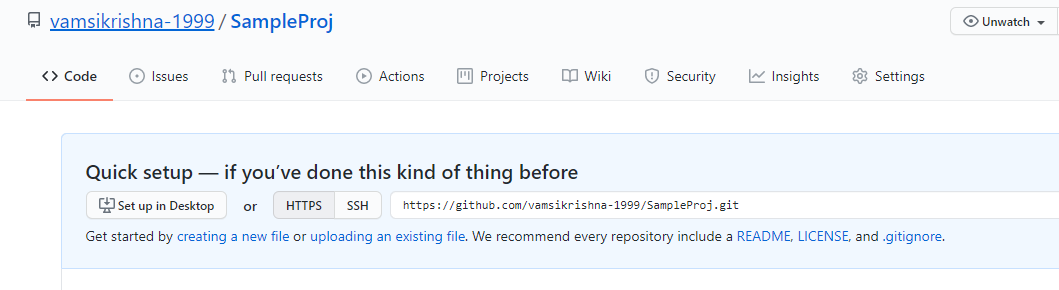 vamsikrishna-1999 / SampleProj
Unwatch
Code Issues Pull requests Actions Projects Wiki Security Insights Settings
Quick setup — if you’ve done this kind of thing before
Set up in Desktop or HTTPS SSH https://github.com/vamsikrishna-1999/SampleProj.git
Get started by creating a new file or uploading an existing file. We recommend every repository include a README, LICENSE, and .gitignore.